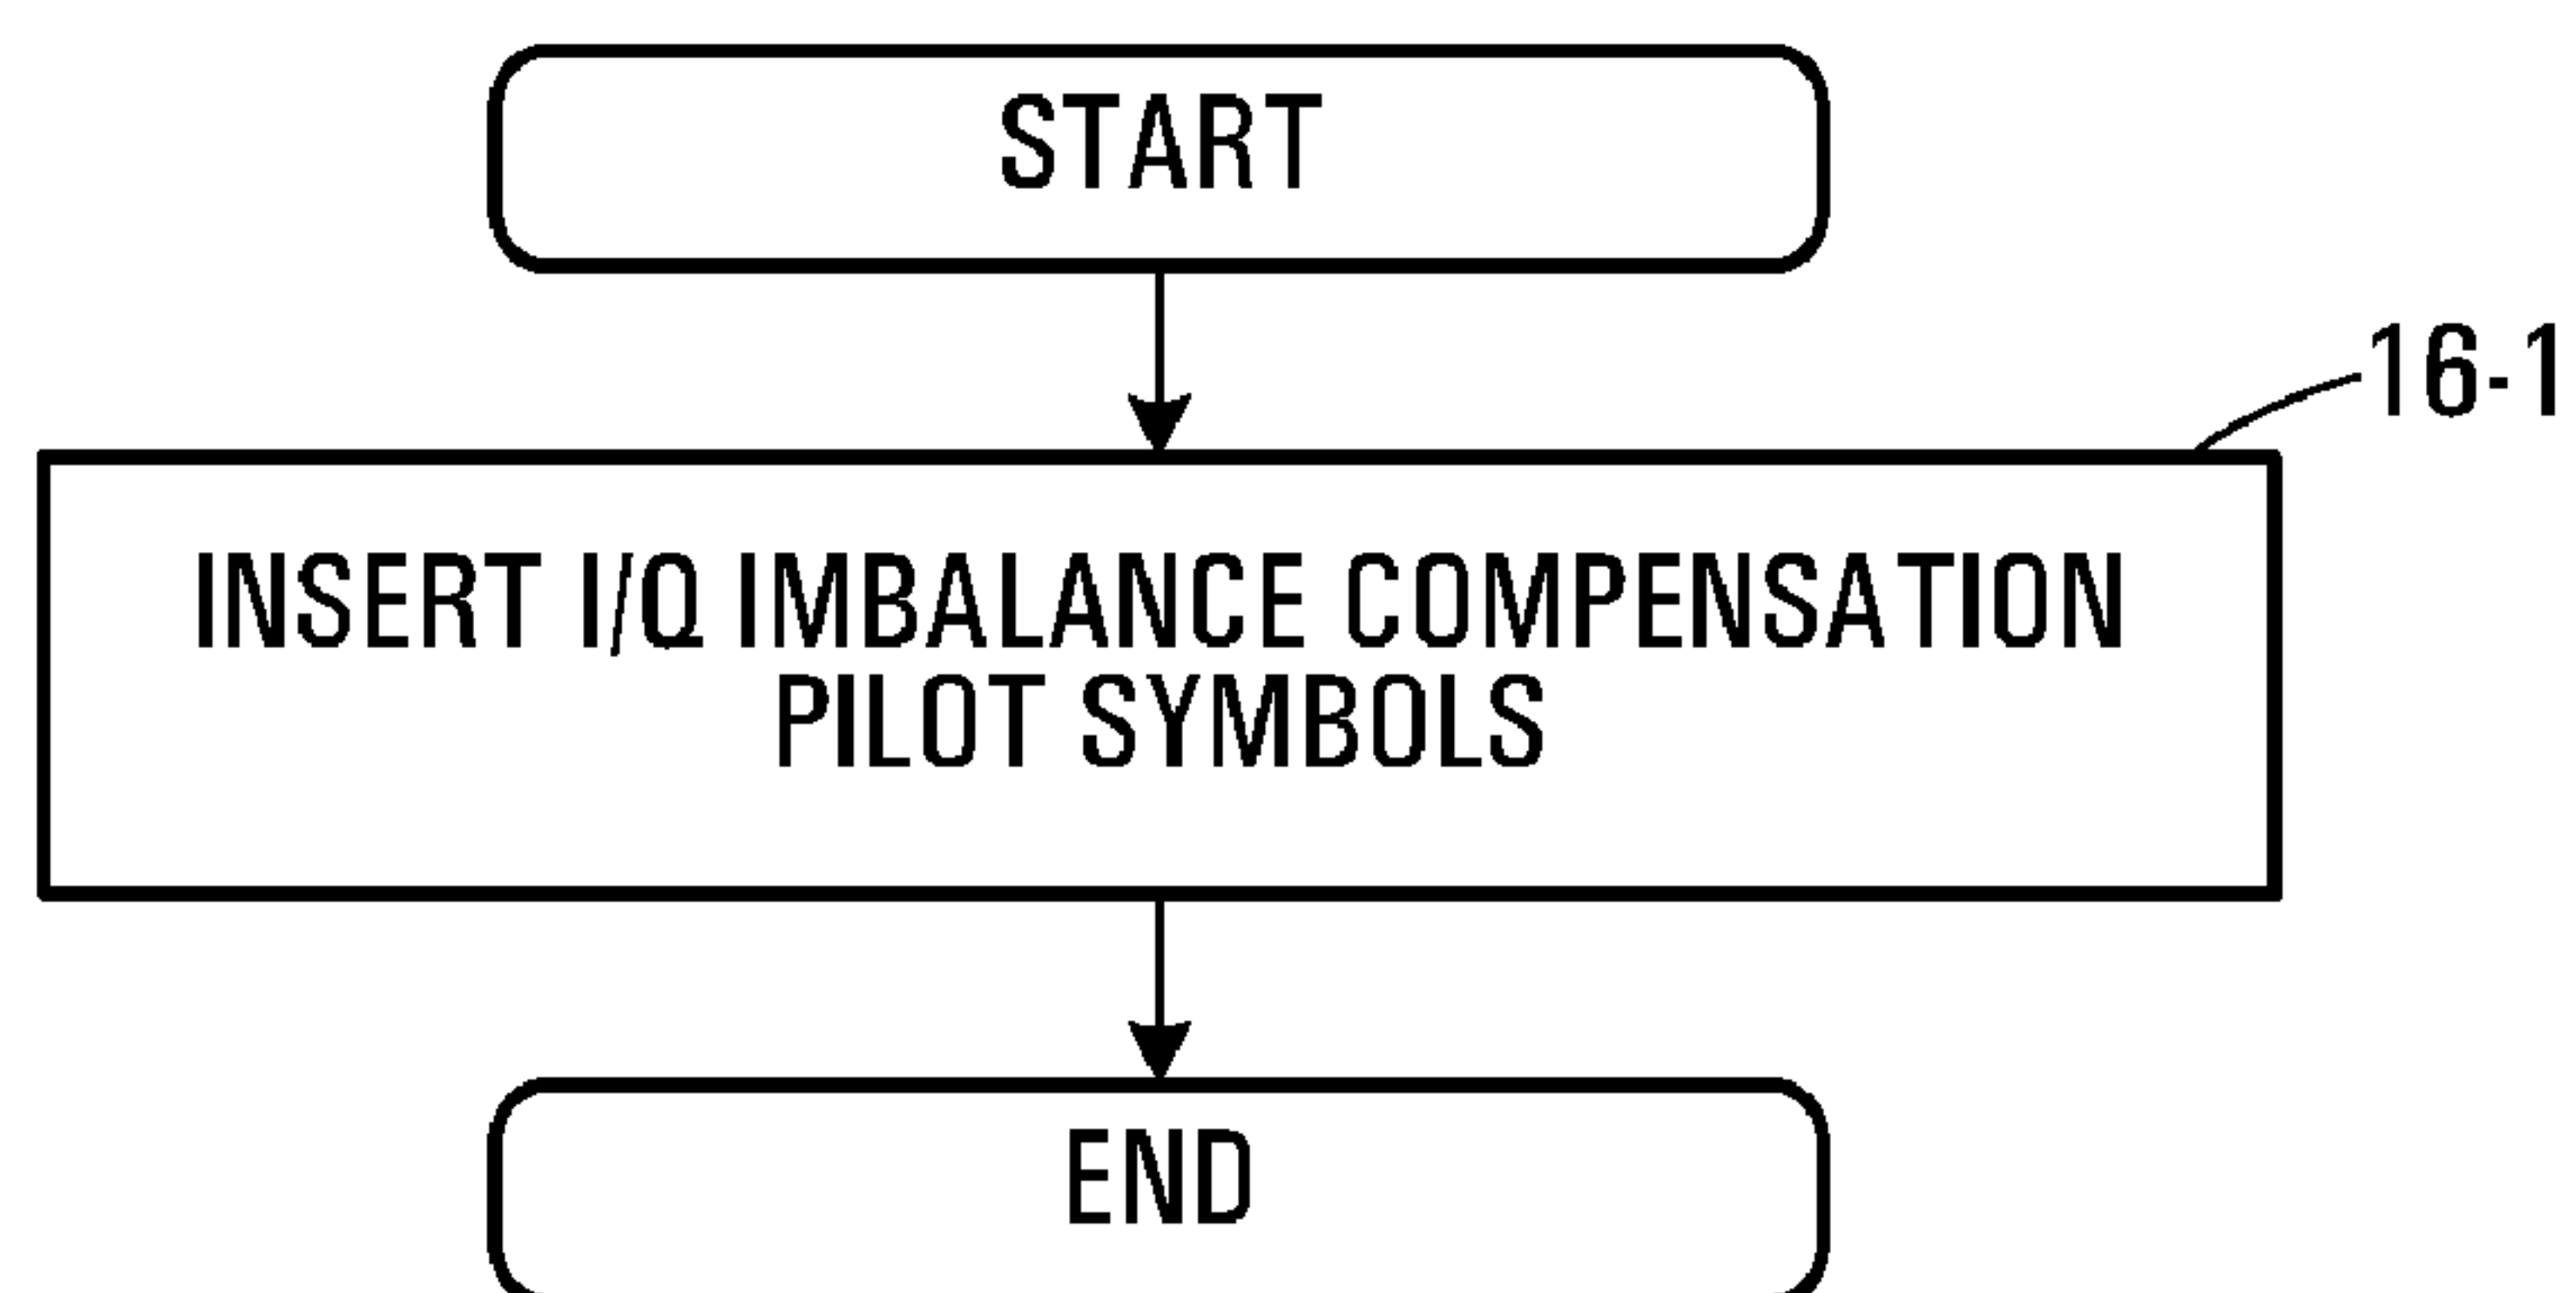 START
16-1
INSERT I/Q IMBALANCE COMPENSATION
PILOT SYMBOLS
END